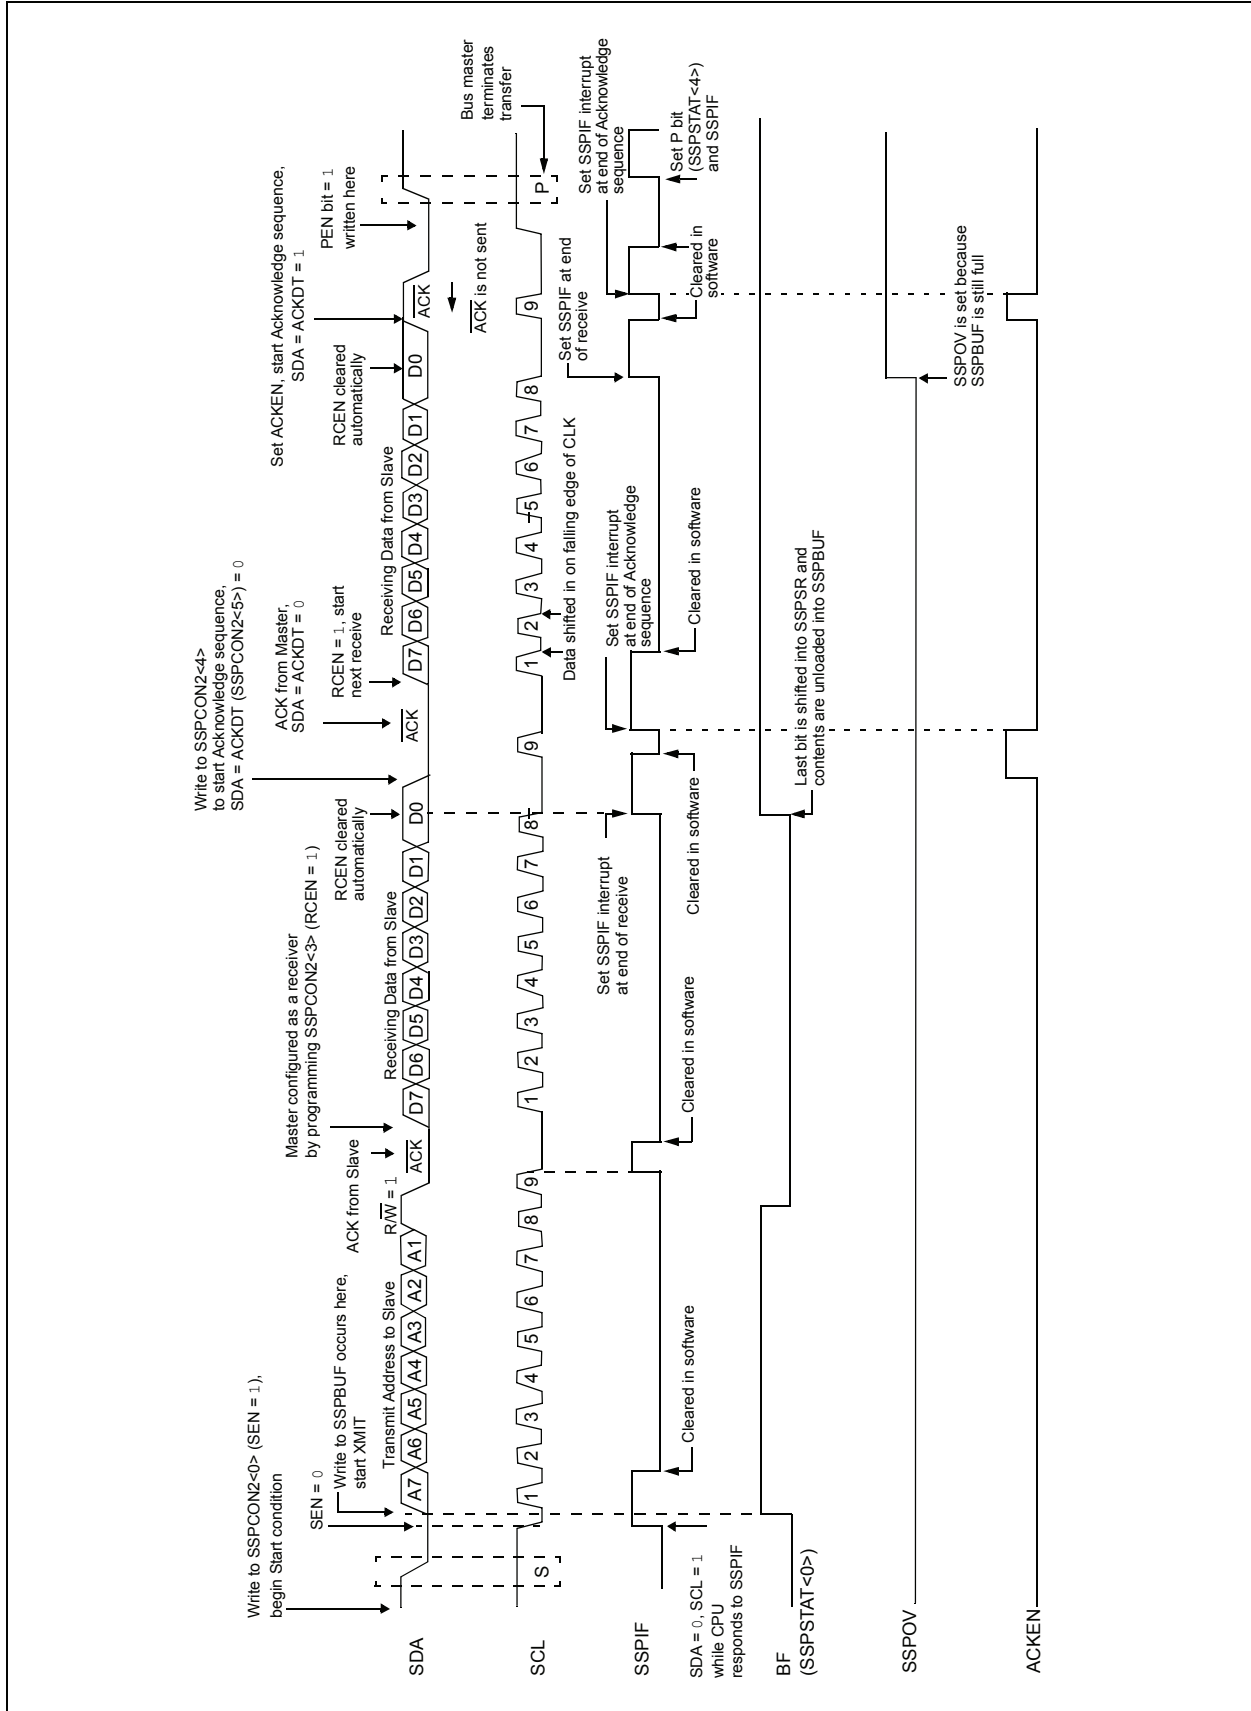 Write to SSPCON2<0> (SEN = 1),
begin Start condition
SEN = 0
Write to SSPBUF occurs here,
start XMIT
Transmit Address to Slave
R/W = 1
ACK from Slave
Master configured as a receiver
by programming SSPCON2<3> (RCEN = 1)
Receiving Data from Slave
RCEN cleared
automatically
Write to SSPCON2<4>
to start Acknowledge sequence,
SDA = ACKDT (SSPCON2<5>) = 0
ACK from Master,
SDA = ACKDT = 0
RCEN = 1, start
next receive
Receiving Data from Slave
RCEN cleared
automatically
Set ACKEN, start Acknowledge sequence,
SDA = ACKDT = 1
PEN bit = 1
written here
SDA
A7 A6 A5 A4 A3 A2 A1
ACK
D7 D6 D5 D4 D3 D2 D1 D0
ACK
D7 D6 D5 D4 D3 D2 D1 D0
ACK
ACK is not sent
Bus master
terminates
transfer
SCL
S
1 2 3 4 5 6 7 8 9
1 2 3 4 5 6 7 8
9
1 2 3 4 5 6 7 8
9
P
Data shifted in on falling edge of CLK
SSPIF
SDA = 0, SCL = 1
while CPU
responds to SSPIF
Cleared in software
Cleared in software
Set SSPIF interrupt
at end of receive
Cleared in software
Set SSPIF interrupt
at end of Acknowledge
sequence
Cleared in software
Set SSPIF at end
of receive
Cleared in
software
Set SSPIF interrupt
at end of Acknowledge
sequence
Set P bit
(SSPSTAT<4>)
and SSPIF
BF
(SSPSTAT<0>)
Last bit is shifted into SSPSR and
contents are unloaded into SSPBUF
SSPOV
SSPOV is set because
SSPBUF is still full
ACKEN